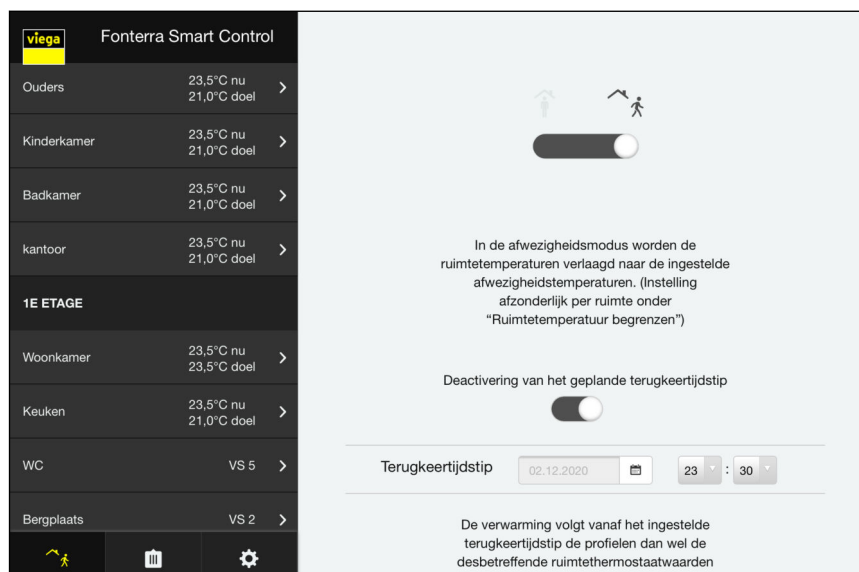 viega
Fonterra Smart Control
Ouders
23,5°C nu
21,0°C doel
Kinderkamer
23,5°C nu
21,0°C doel
Badkamer
23,5°C nu
21,0°C doel
kantoor
23,5°C nu
21,0°C doel
1E ETAGE
Woonkamer
23,5°C nu
23,5°C doel
Keuken
23,5°C nu
21,0°C doel
WC
VS 5
Bergplaats
VS 2
In de afwezigheidsmodus worden de
ruimtetemperaturen verlaagd naar de ingestelde
afwezigheidstemperaturen. (Instelling
afzonderlijk per ruimte onder
“Ruimtetemperatuur begrenzen”)
Deactivering van het geplande terugkeertijdstip
Terugkeertijdstip 02.12.2020 23 : 30
De verwarming volgt vanaf het ingestelde
terugkeertijdstip de profielen dan wel de
desbetreffende ruimtethermostaatwaarden